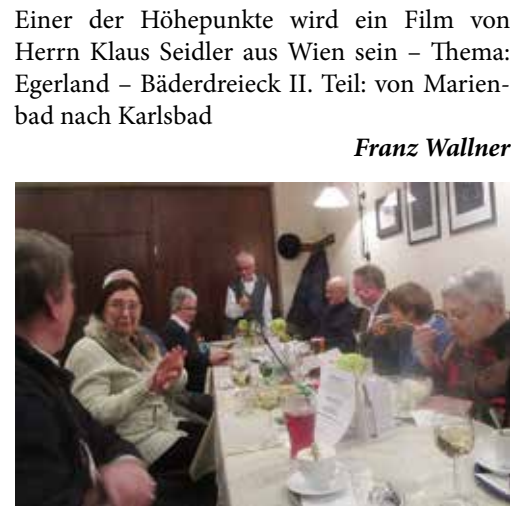 Einer der Höhepunkte wird ein Film von
Herrn Klaus Seidler aus Wien sein – Thema:
Egerland – Bäderdreieck II. Teil: von Marien-
bad nach Karlsbad
Franz Wallner